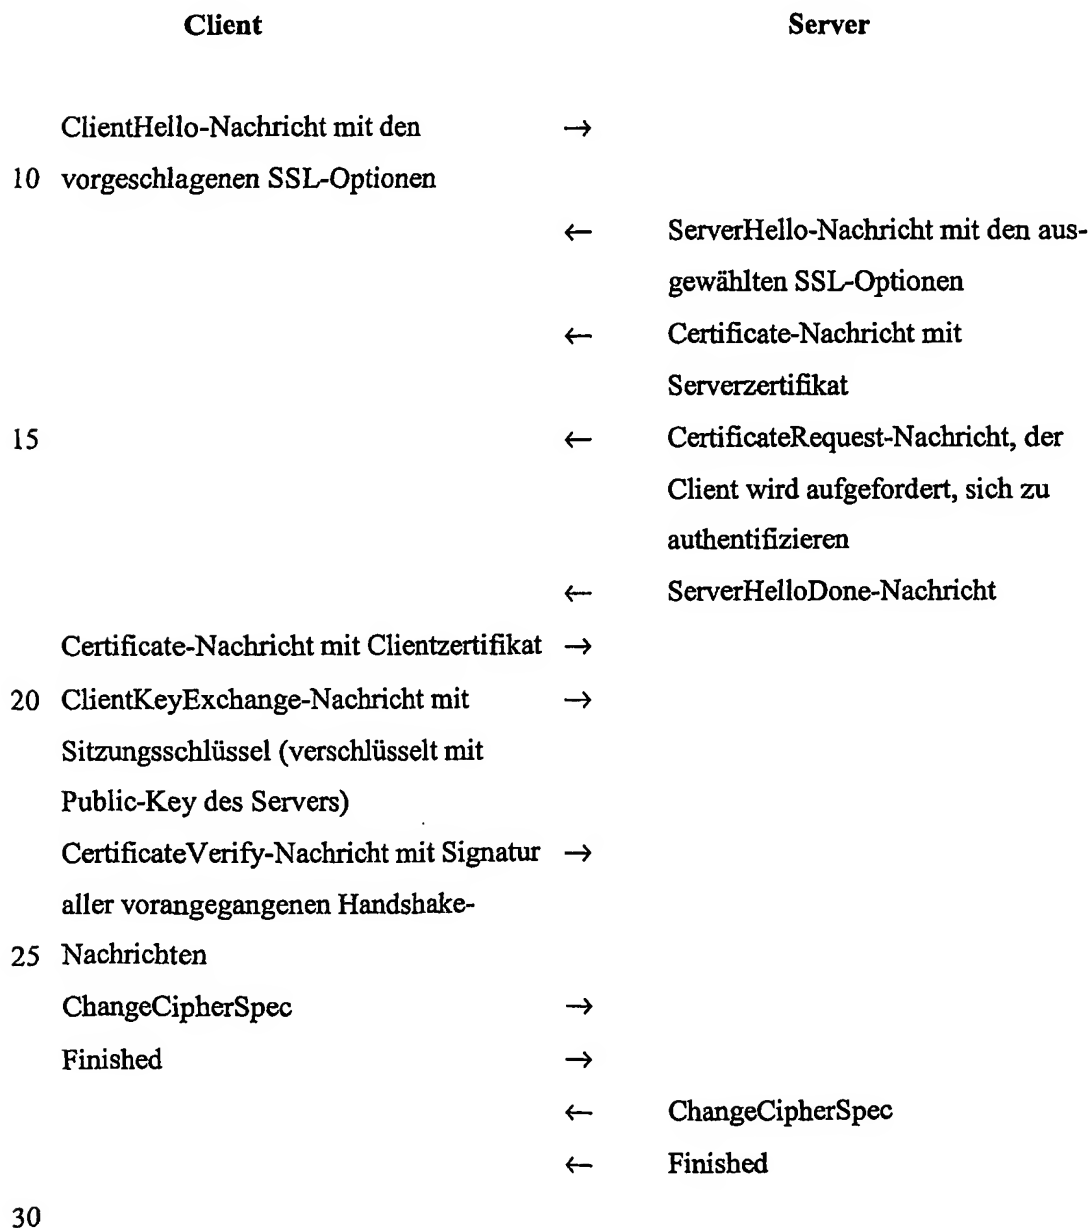 Client Server
ClientHello-Nachricht mit den →
10 vorgeschlagenen SSL-Optionen
← ServerHello-Nachricht mit den aus-
gewählten SSL-Optionen
← Certificate-Nachricht mit
Serverzertifikat
15 ← CertificateRequest-Nachricht, der
Client wird aufgefordert, sich zu
authentifizieren
← ServerHelloDone-Nachricht
Certificate-Nachricht mit Clientzertifikat →
20 ClientKeyExchange-Nachricht mit →
Sitzungsschlüssel (verschlüsselt mit
Public-Key des Servers)
CertificateVerify-Nachricht mit Signatur →
aller vorangegangenen Handshake-
25 Nachrichten
ChangeCipherSpec →
Finished →
← ChangeCipherSpec
← Finished
30